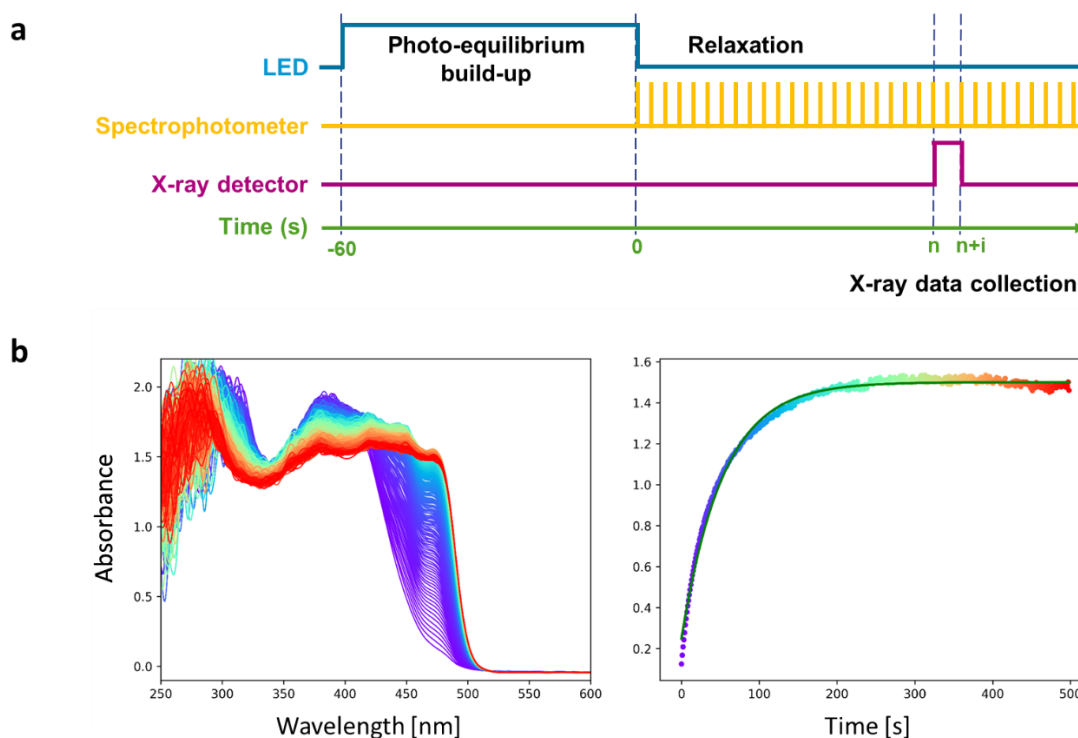 a
Photo-equilibrium
build-up
Relaxation
LED
Spectrophotometer
X-ray detector
Time (s)
-60
0
n
n+i
X-ray data collection
b
Absorbance
2.0
1.5
1.0
0.5
0.0
250
300
350
400
450
500
550
600
Wavelength [nm]
1.6
1.4
1.2
1.0
0.8
0.6
0.4
0.2
0
100
200
300
400
500
Time [s]